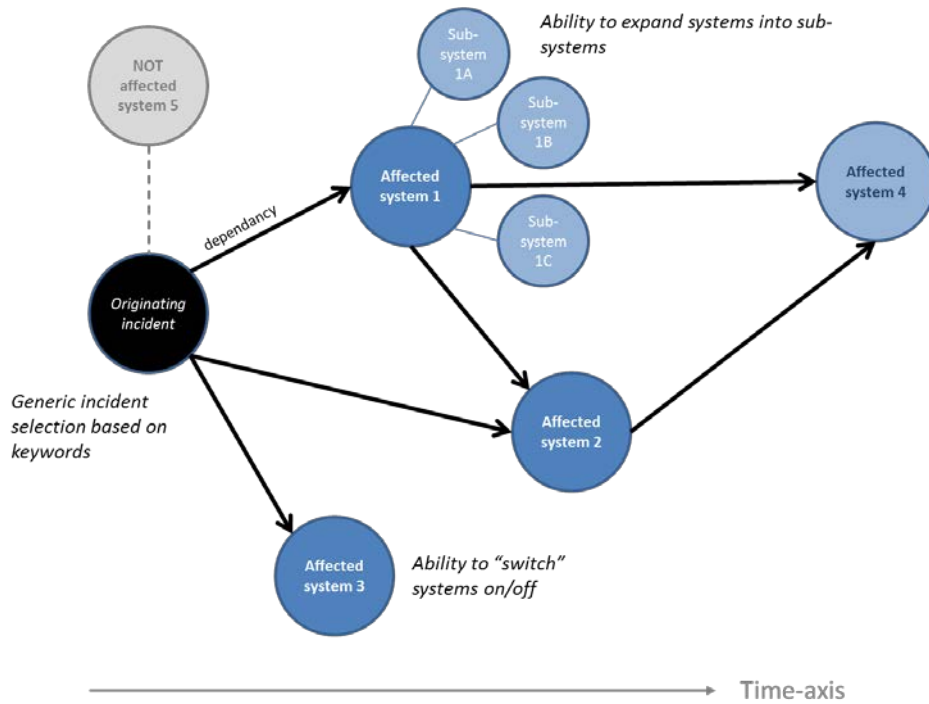 Ability to expand systems into sub-
systems
Sub-
system
1A
NOT
affected
system 5
Sub-
system
1B
Affected
system 1
Affected
system 4
dependancy
Sub-
system
1C
Originating
incident
Generic incident
selection based on
keywords
Affected
system 2
Affected
system 3
Ability to “switch”
systems on/off
Time-axis